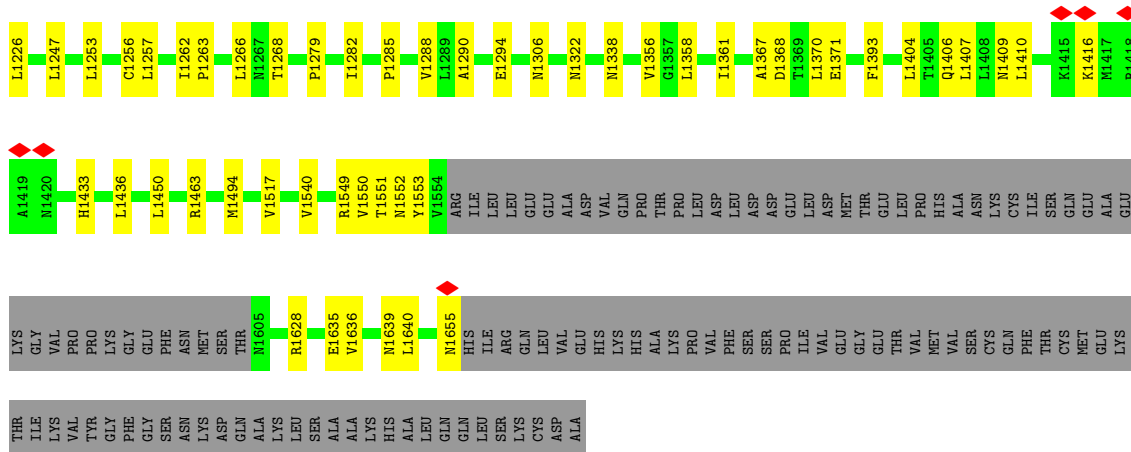 L1226 L1247 L1253 C1256 L1257 I1262 P1263 L1266 N1267 T1268 P1279 I1282 P1285 V1288 L1289 A1290 E1294 N1306 N1322 N1338 V1356 G1357 L1358 I1361 A1367 D1368 T1369 L1370 E1371 F1393 L1404 T1405 Q1406 L1407 L1408 N1409 L1410 K1415 K1416 M1417
A1419 N1420 H1433 L1436 L1450 R1463 M1494 V1517 V1540 R1549 V1550 T1551 N1552 Y1553 V1554 ARG ILE LEU LEU GLU GLU ALA ASP VAL GLN PRO THR PRO LEU ASP LEU ASP ASP GLU LEU ASP MET THR GLU LEU PRO HIS ALA ASN LYS CYS ILE SER GLN GLU ALA GLU
LYS GLY VAL PRO PRO LYS GLY GLU PHE ASN MET SER THR N1605 R1628 E1635 V1636 N1639 L1640 N1655 HIS ILE ARG GLN LEU VAL GLU HIS LYS HIS ALA LYS PRO VAL PHE SER SER PRO ILE VAL GLU GLY GLU THR VAL MET VAL SER CYS GLN PHE THR CYS MET GLU LYS
THR ILE LYS VAL TYR GLY PHE GLY SER ASN LYS ASP GLN ALA LYS LEU SER ALA ALA LYS HIS ALA LEU GLN GLN LEU SER LYS CYS ASP ALA